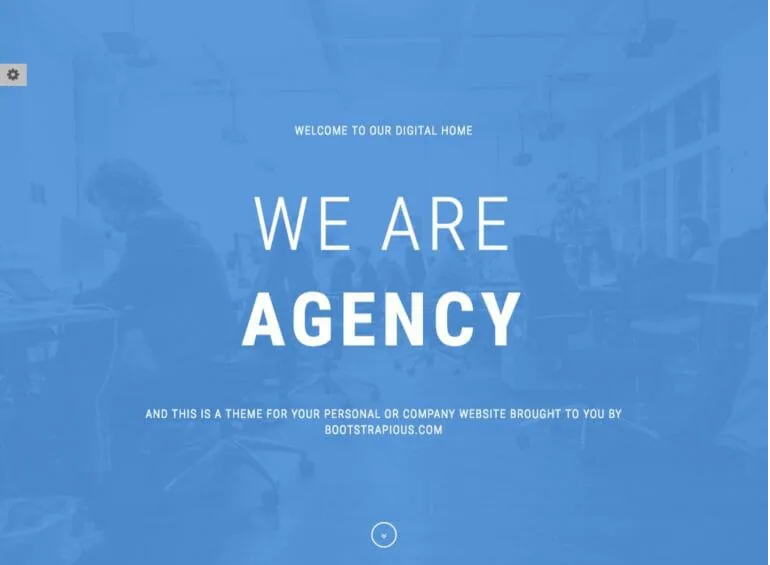 WELCOME TO OUR DIGITAL HOME
WE ARE
AGENCY
AND THIS IS A THEME FOR YOUR PERSONAL OR COMPANY WEBSITE BROUGHT TO YOU BY
BOOTSTRAPIOUS.COM